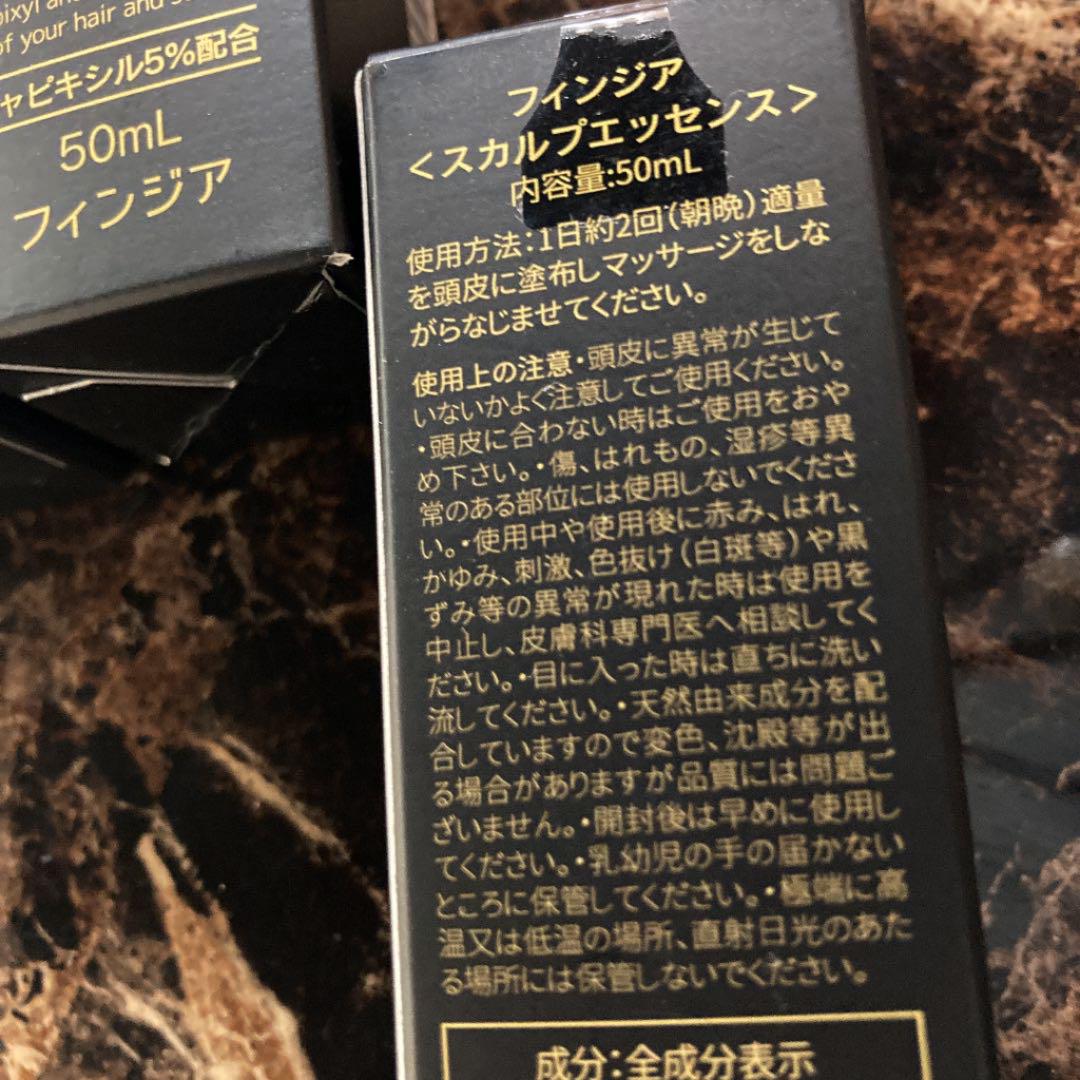 ixyl an
of your hair and s
ャピキシル5%配合
50mL
フィンジア
フィンジア
<スカルプエッセンス>
内容量:50mL
使用方法:1日約2回(朝晩)適量
を頭皮に塗布しマッサージをしな
がらなじませてください。
使用上の注意・頭皮に異常が生じて
いないかよく注意してご使用ください。
・頭皮に合わない時はご使用をおや
め下さい。・傷、はれもの、湿疹等異
常のある部位には使用しないでくださ
い。・使用中や使用後に赤み、はれ、
かゆみ、刺激、色抜け(白斑等)や黒
ずみ等の異常が現れた時は使用を
中止し、皮膚科専門医へ相談してく
ださい。・目に入った時は直ちに洗い
流してください。・天然由来成分を配
合していますので変色、沈殿等が出
る場合がありますが品質には問題ご
ざいません。・開封後は早めに使用し
てください。・乳幼児の手の届かない
ところに保管してください。・極端に高
温又は低温の場所、直射日光のあた
る場所には保管しないでください。
成分:全成分表示